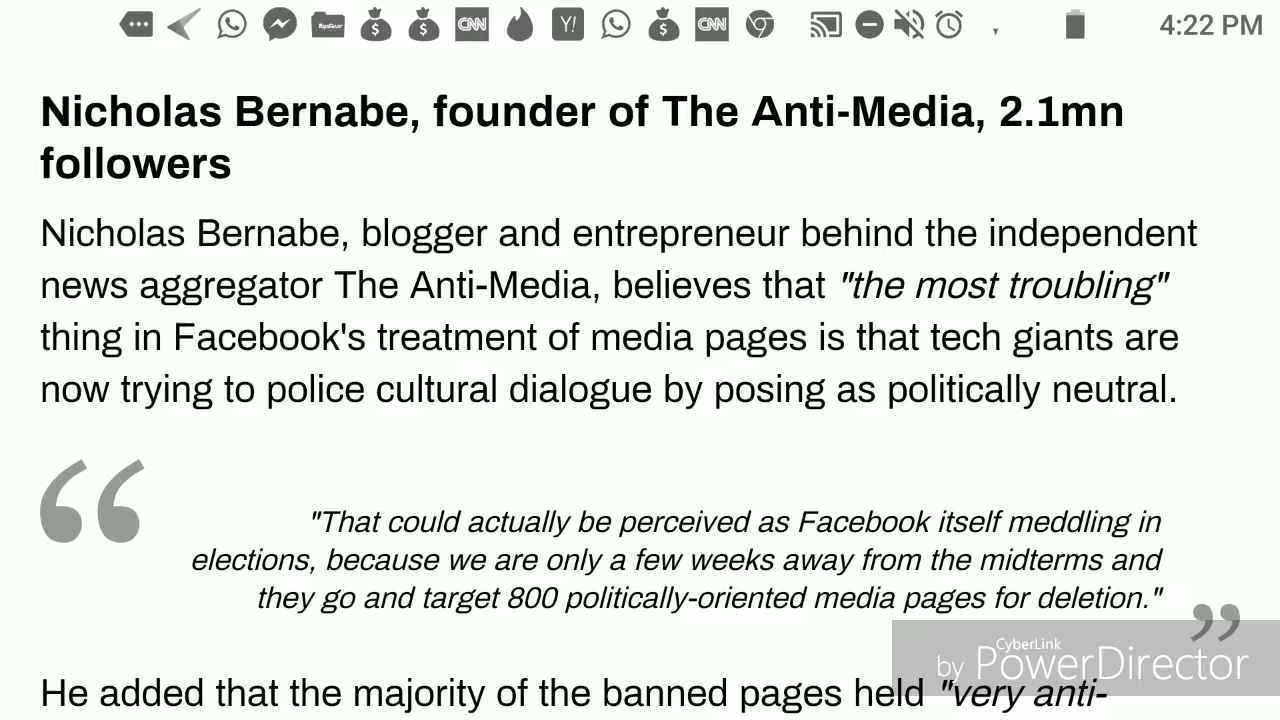 TopGear
CNN
Y!
CNN
4:22 PM
Nicholas Bernabe, founder of The Anti-Media, 2.1mn
followers
Nicholas Bernabe, blogger and entrepreneur behind the independent
news aggregator The Anti-Media, believes that "the most troubling"
thing in Facebook's treatment of media pages is that tech giants are
now trying to police cultural dialogue by posing as politically neutral.
“
"That could actually be perceived as Facebook itself meddling in
elections, because we are only a few weeks away from the midterms and
they go and target 800 politically-oriented media pages for deletion."
”
CyberLink
by PowerDirector
He added that the majority of the banned pages held "very anti-